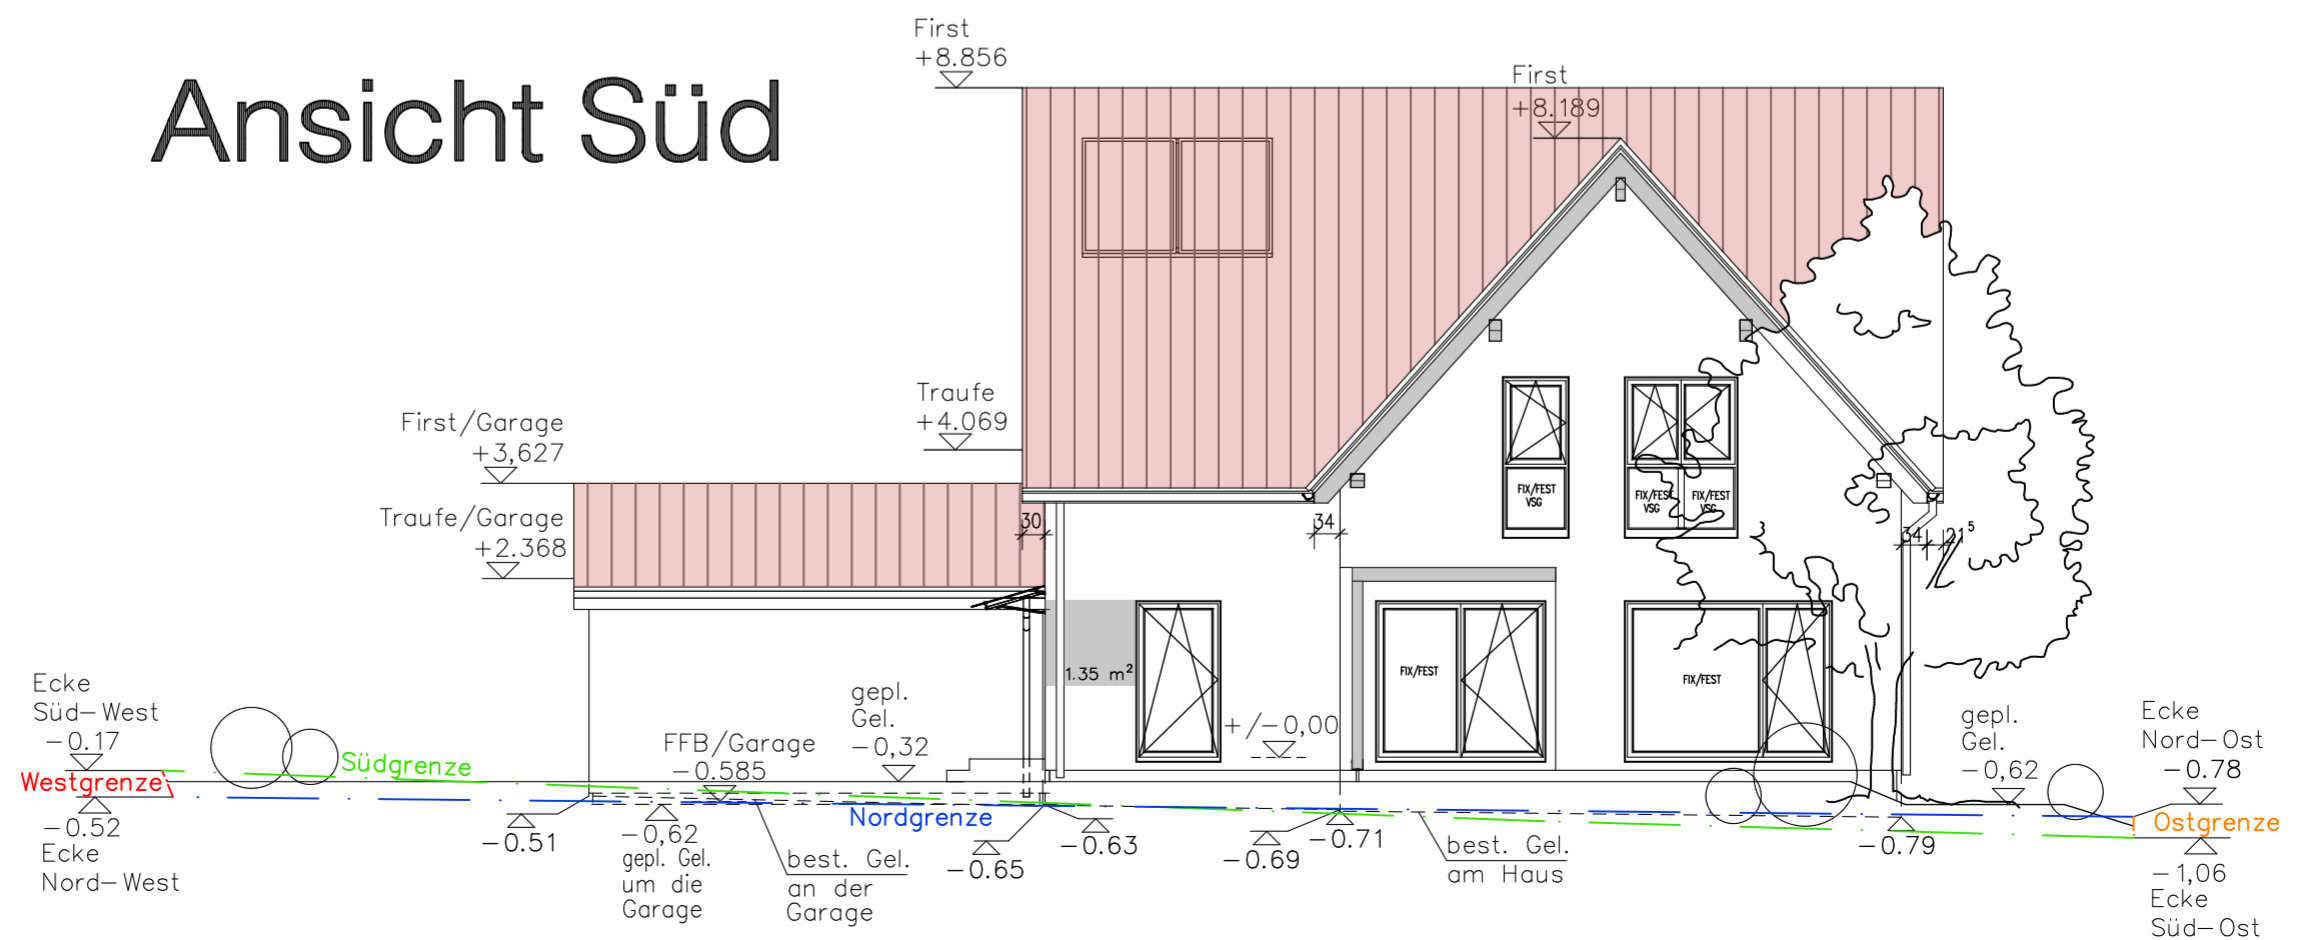 Ansicht Süd
First
+8.856
First
+8.189
Traufe
+4.069
First/Garage
+3,627
Traufe/Garage
+2.368
30
34
34
21⁵
FIX/FEST
VSG
FIX/FEST
VSG
FIX/FEST
VSG
FIX/FEST
FIX/FEST
1.35 m²
+/-0,00
Ecke
Süd-West
-0.17
Westgrenze
-0.52
Ecke
Nord-West
Südgrenze
FFB/Garage
-0.585
gepl.
Gel.
-0,32
-0.51
-0,62
gepl. Gel.
um die
Garage
best. Gel.
an der
Garage
Nordgrenze
-0.65
-0.63
-0.69
-0.71
best. Gel.
am Haus
-0.79
gepl.
Gel.
-0,62
Ecke
Nord-Ost
-0.78
Ostgrenze
-1,06
Ecke
Süd-Ost